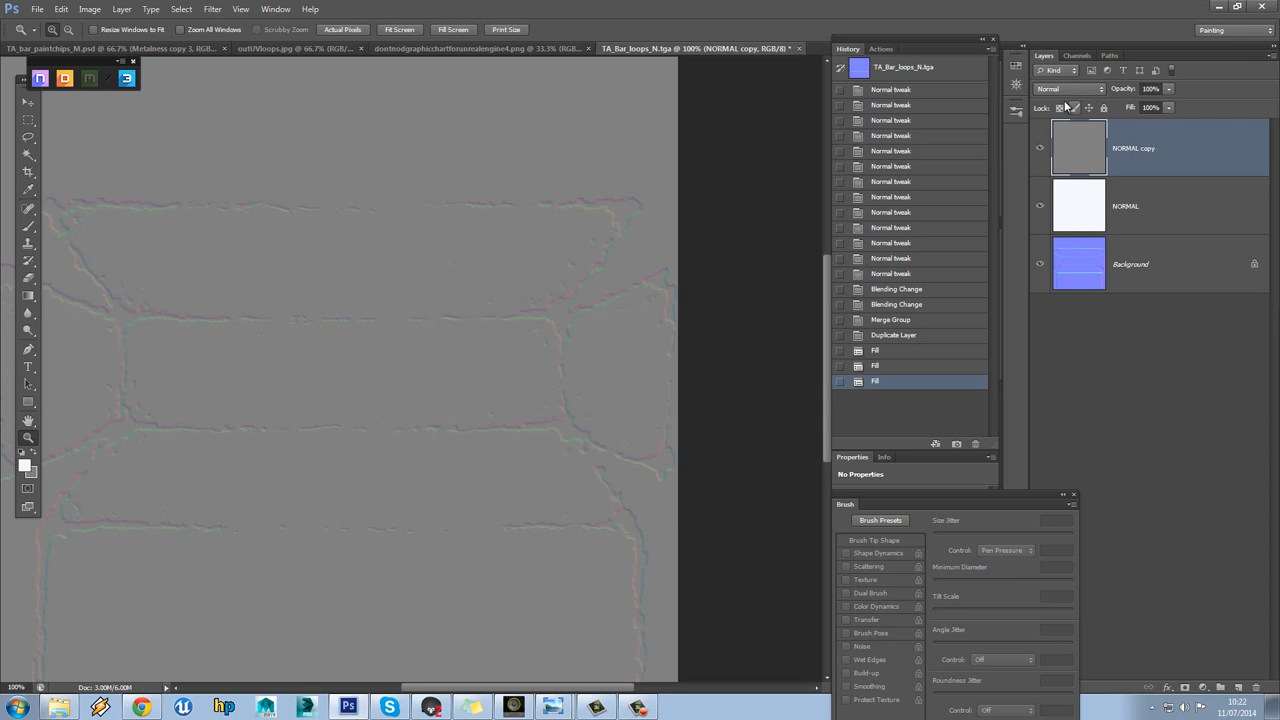 Ps File Edit Image Layer Type Select Filter View Window Help
Resize Windows to Fit Zoom All Windows Scrubby Zoom Actual Pixels Fit Screen Fill Screen Print Size Painting
TA_bar_paintchips_M.psd @ 66.7% (Metalness copy 3, RGB/8) * × outUVloops.jpg @ 66.7% (RGB/8*) × dontnodgraphicchartforunrealengine4.png @ 33.3% (RGB/8) × TA_Bar_loops_N.tga @ 100% (NORMAL copy, RGB/8) * ×
History Actions
TA_Bar_loops_N.tga
Normal tweak
Normal tweak
Normal tweak
Normal tweak
Normal tweak
Normal tweak
Normal tweak
Normal tweak
Normal tweak
Normal tweak
Normal tweak
Normal tweak
Normal tweak
Blending Change
Blending Change
Merge Group
Duplicate Layer
Fill
Fill
Fill
Properties Info
No Properties
Brush
Brush Presets
Brush Tip Shape
Shape Dynamics
Scattering
Texture
Dual Brush
Color Dynamics
Transfer
Brush Pose
Noise
Wet Edges
Build-up
Smoothing
Protect Texture
Size Jitter
Control: Pen Pressure
Minimum Diameter
Tilt Scale
Angle Jitter
Control: Off
Roundness Jitter
Control: Off
Layers Channels Paths
Kind
Normal Opacity: 100%
Lock: Fill: 100%
NORMAL copy
NORMAL
Background
100% Doc: 3.00M/6.00M
10:22
11/07/2014